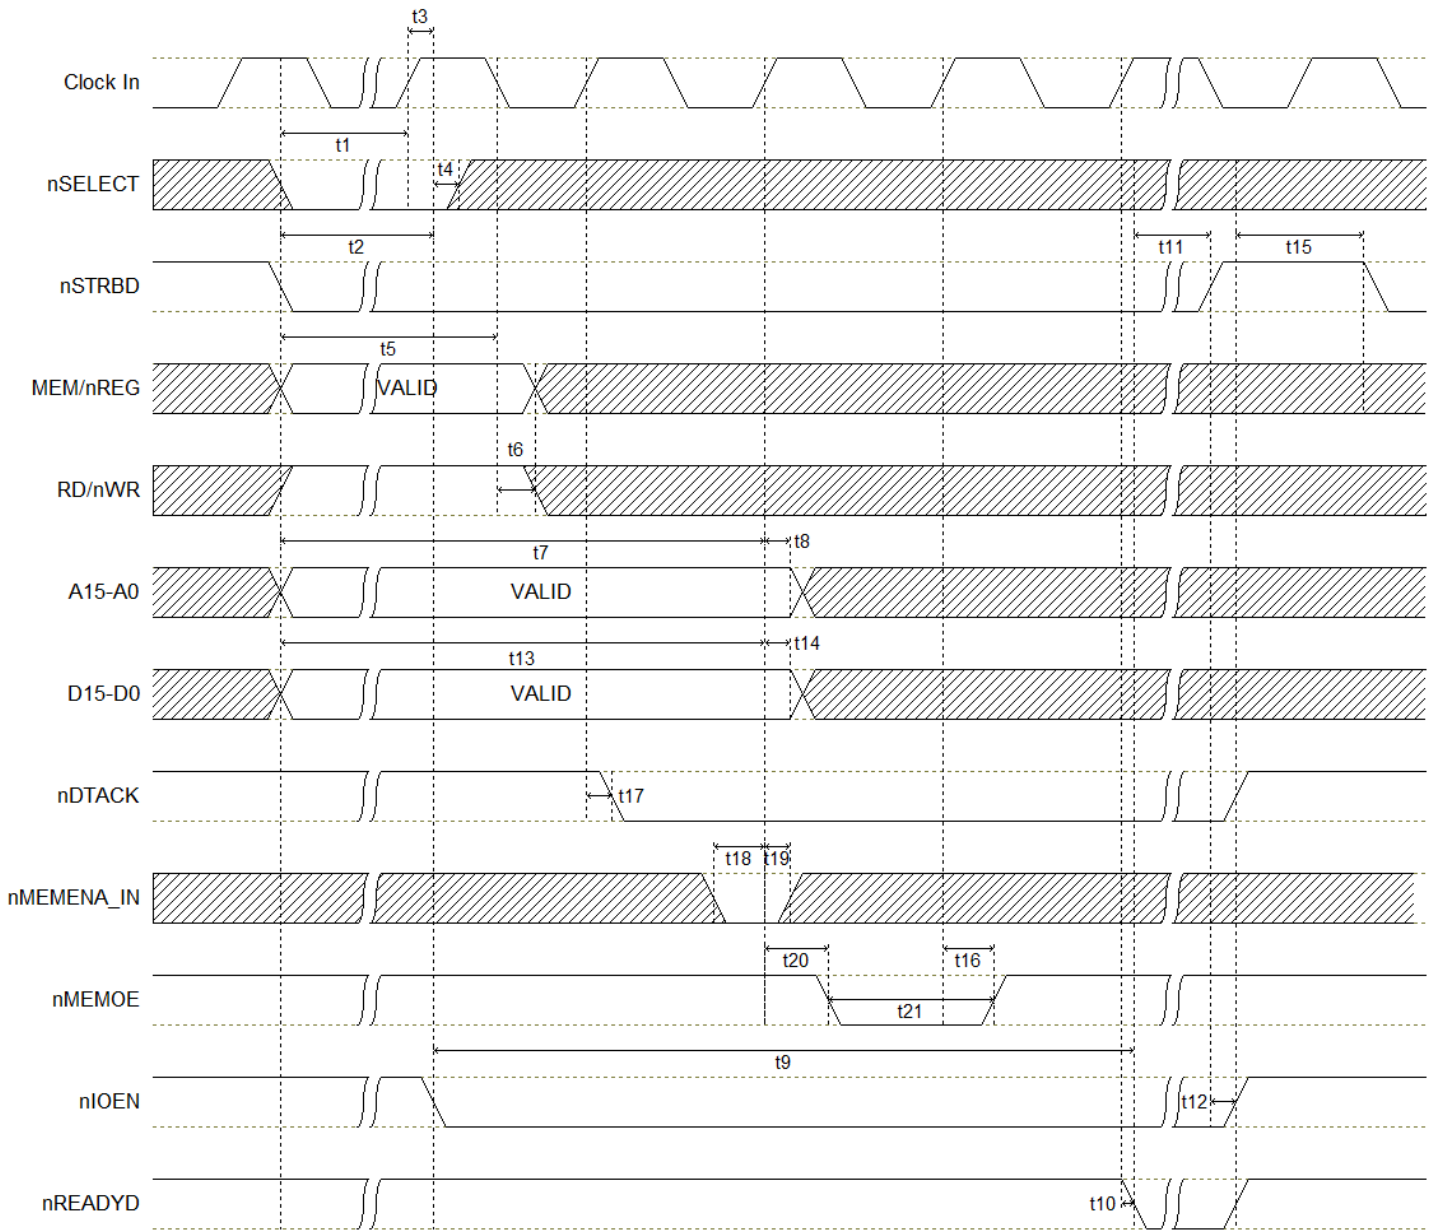 t3
Clock In
t1
nSELECT
t4
t2
t11
t15
nSTRBD
t5
MEM/nREG
VALID
t6
RD/nWR
t7
t8
A15-A0
VALID
t14
t13
D15-D0
VALID
nDTACK
t17
t18
t19
nMEMENA_IN
t20
t16
nMEMOE
t21
t9
nIOEN
t12
nREADYD
t10